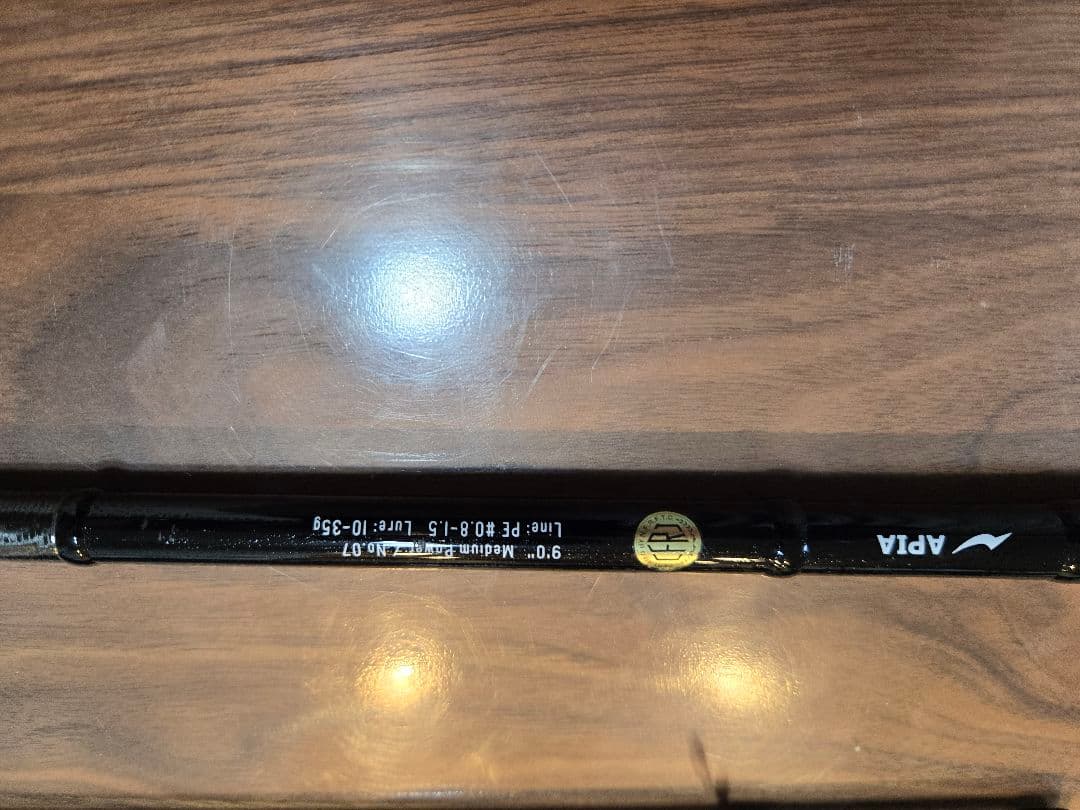 APIA
9'0" Medium Power / No.07
Line: PE #0.8-1.5 Lure: 10-35g